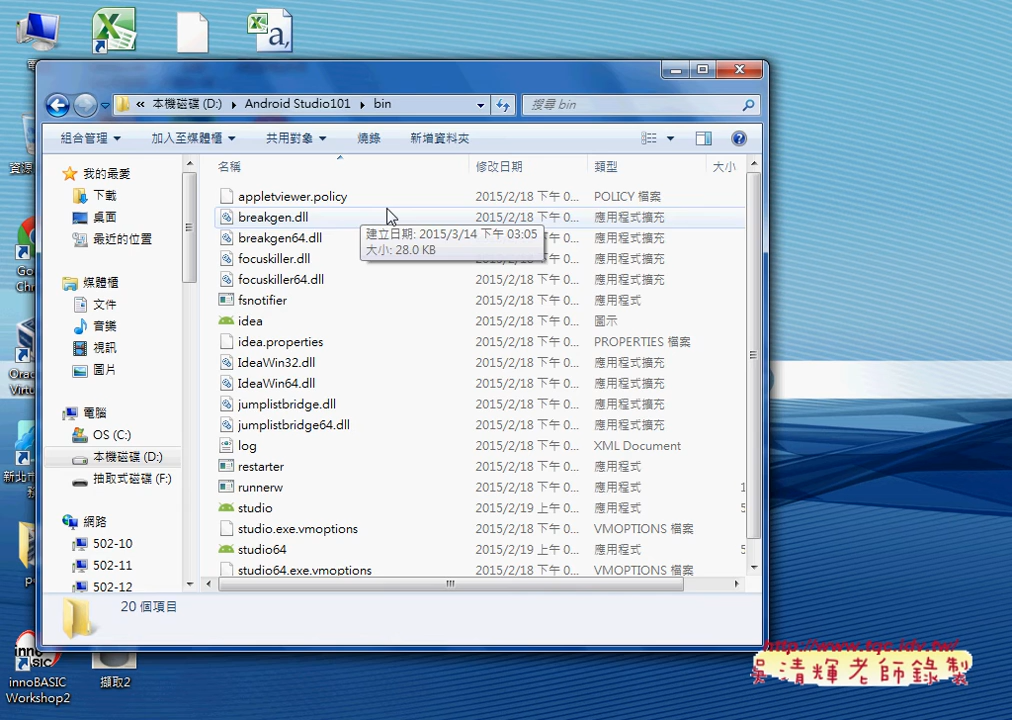 本機磁碟 (D:) Android Studio101 bin
搜尋 bin
組合管理 加入至媒體櫃 共用對象 燒錄 新增資料夾
我的最愛
下載
桌面
最近的位置
媒體櫃
文件
音樂
視訊
圖片
電腦
OS (C:)
本機磁碟 (D:)
抽取式磁碟 (F:)
網路
502-10
502-11
502-12
名稱 修改日期 類型 大小
appletviewer.policy 2015/2/18 下午 0... POLICY 檔案
breakgen.dll 2015/2/18 下午 0... 應用程式擴充
breakgen64.dll 應用程式擴充
focuskiller.dll 2015/2/18 下午 0... 應用程式擴充
focuskiller64.dll 2015/2/18 下午 0... 應用程式擴充
fsnotifier 2015/2/18 下午 0... 應用程式
idea 2015/2/18 下午 0... 圖示
idea.properties 2015/2/18 下午 0... PROPERTIES 檔案
IdeaWin32.dll 2015/2/18 下午 0... 應用程式擴充
IdeaWin64.dll 2015/2/18 下午 0... 應用程式擴充
jumplistbridge.dll 2015/2/18 下午 0... 應用程式擴充
jumplistbridge64.dll 2015/2/18 下午 0... 應用程式擴充
log 2015/2/18 下午 0... XML Document
restarter 2015/2/18 下午 0... 應用程式
runnerw 2015/2/18 下午 0... 應用程式 1
studio 2015/2/19 上午 0... 應用程式 5
studio.exe.vmoptions 2015/2/18 下午 0... VMOPTIONS 檔案
studio64 2015/2/19 上午 0... 應用程式 5
studio64.exe.vmoptions 2015/2/18 下午 0... VMOPTIONS 檔案
建立日期: 2015/3/14 下午 03:05
大小: 28.0 KB
20 個項目
innoBASIC
Workshop2
擷取2
http://www.tqc.idv.tw/
吳清輝老師錄製